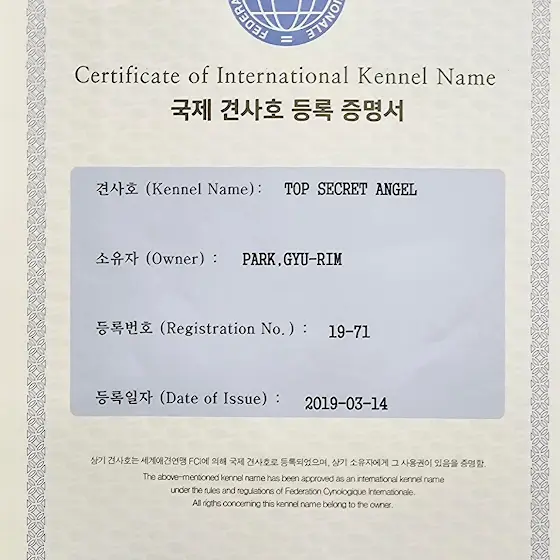 FEDERA
IONALE
=
Certificate of International Kennel Name
국제 견사호 등록 증명서
견사호 (Kennel Name): TOP SECRET ANGEL
소유자 (Owner) : PARK,GYU-RIM
등록번호 (Registration No.) : 19-71
등록일자 (Date of Issue) : 2019-03-14
상기 견사호는 세계애견연맹 FCI에 의해 국제 견사호로 등록되었으며, 상기 소유자에게 그 사용권이 있음을 증명함.
The above-mentioned kennel name has been approved as an international kennel name
under the rules and regulations of Federation Cynologique Internationale.
All rigths concerning this kennel name belong to the owner.